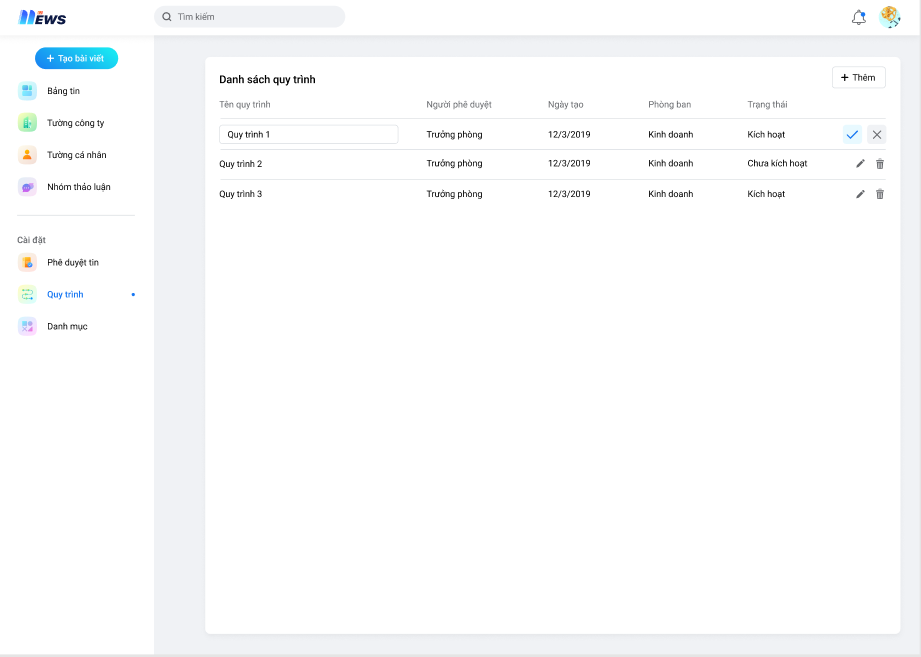 NEWS
Tìm kiếm
+ Tạo bài viết
Bảng tin
Tường công ty
Tường cá nhân
Nhóm thảo luận
Cài đặt
Phê duyệt tin
Quy trình
Danh mục
Danh sách quy trình
+ Thêm
Tên quy trình Người phê duyệt Ngày tạo Phòng ban Trạng thái
Quy trình 1 Trưởng phòng 12/3/2019 Kinh doanh Kích hoạt
Quy trình 2 Trưởng phòng 12/3/2019 Kinh doanh Chưa kích hoạt
Quy trình 3 Trưởng phòng 12/3/2019 Kinh doanh Kích hoạt